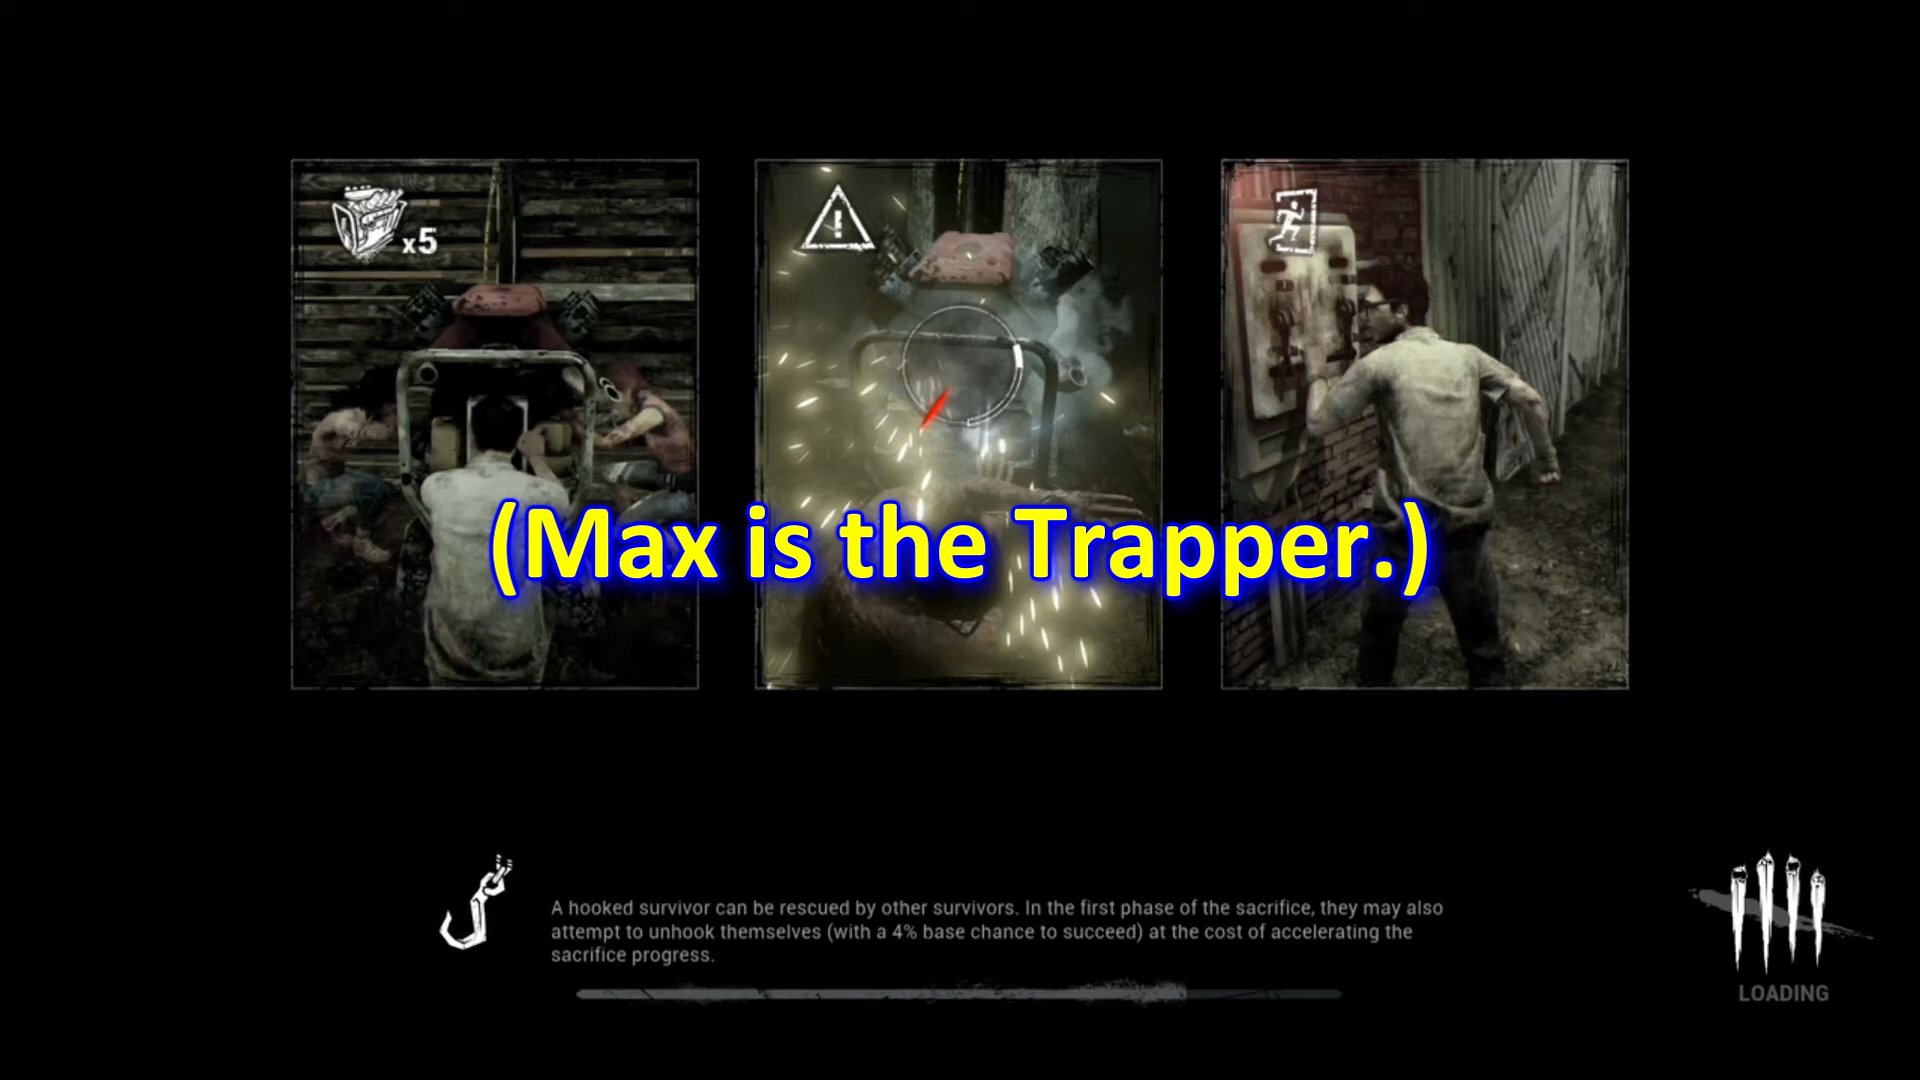 x5
(Max is the Trapper.)
A hooked survivor can be rescued by other survivors. In the first phase of the sacrifice, they may also
attempt to unhook themselves (with a 4% base chance to succeed) at the cost of accelerating the
sacrifice progress.
LOADING